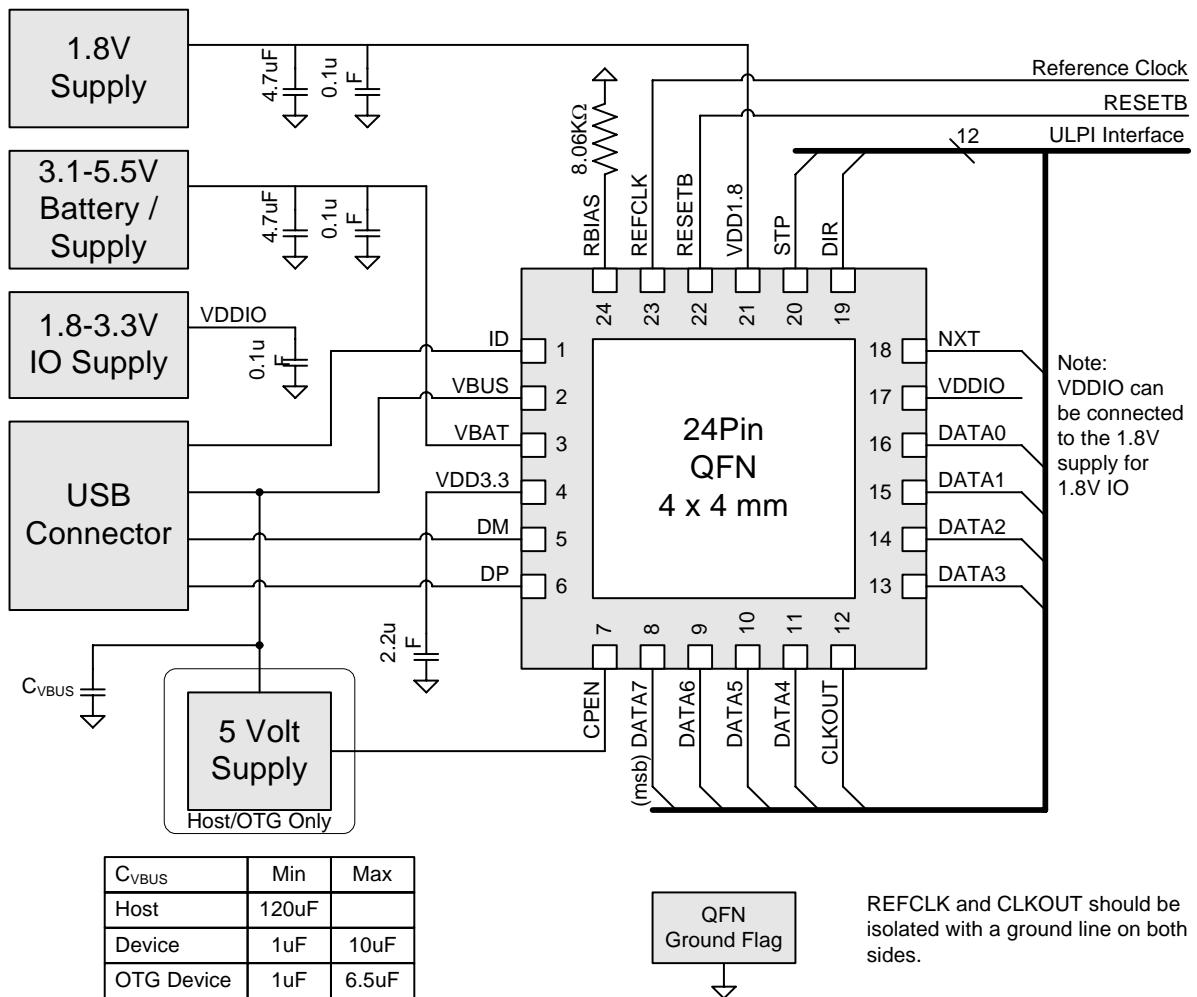 1.8V
Supply
4.7uF
0.1u
F
3.1-5.5V
Battery /
Supply
4.7uF
0.1u
F
1.8-3.3V
IO Supply
VDDIO
0.1u
F
USB
Connector
8.06KΩ
Reference Clock
RESETB
12
ULPI Interface
RBIAS
REFCLK
RESETB
VDD1.8
STP
DIR
24
23
22
21
20
19
ID
1
VBUS
2
VBAT
3
VDD3.3
4
DM
5
DP
6
24Pin
QFN
4 x 4 mm
18
NXT
17
VDDIO
16
DATA0
15
DATA1
14
DATA2
13
DATA3
Note:
VDDIO can
be connected
to the 1.8V
supply for
1.8V IO
7
8
9
10
11
12
CPEN
(msb) DATA7
DATA6
DATA5
DATA4
CLKOUT
2.2u
F
CVBUS
5 Volt
Supply
Host/OTG Only
CVBUS Min Max
Host 120uF
Device 1uF 10uF
OTG Device 1uF 6.5uF
QFN
Ground Flag
REFCLK and CLKOUT should be
isolated with a ground line on both
sides.